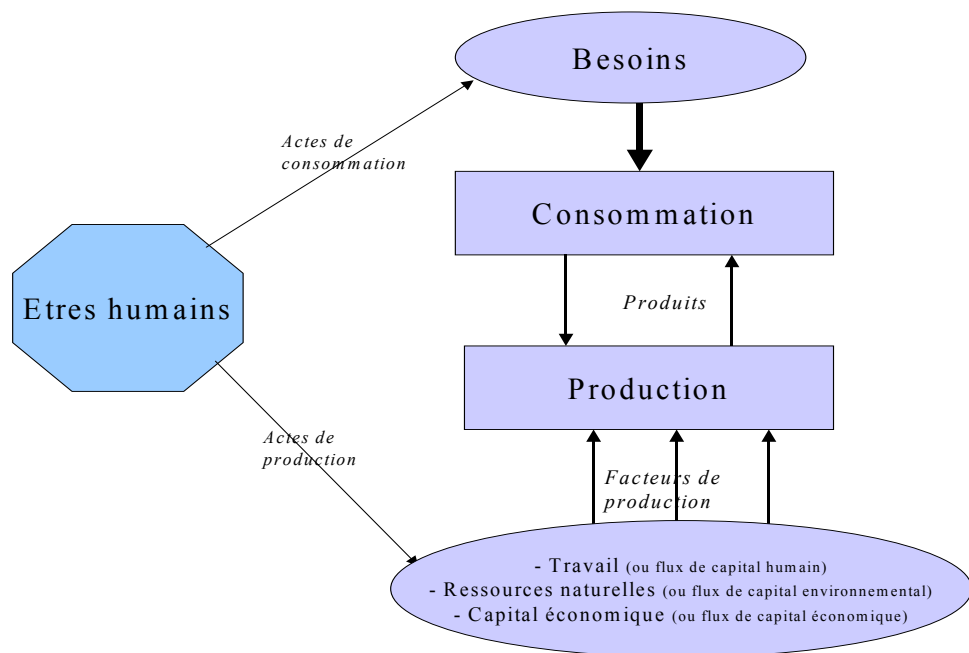 Besoins
Actes de
consommation
Consommation
Etres humains
Produits
Production
Actes de
production
Facteurs de
production
- Travail (ou flux de capital humain)
- Ressources naturelles (ou flux de capital environnemental)
- Capital économique (ou flux de capital économique)